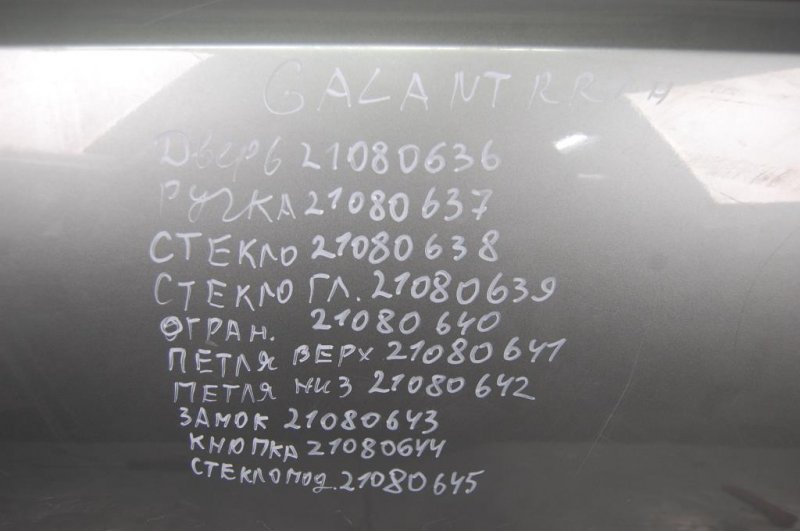 GALANT RR LH
Дверь 21080636
РУЧКА 21080637
СТЕКЛО 21080638
СТЕКЛО ГЛ. 21080639
ОГРАН. 21080640
ПЕТЛЯ ВЕРХ 21080641
ПЕТЛЯ НИЗ 21080642
ЗАМОК 21080643
КНОПКА 21080644
СТЕКЛОПОД. 21080645